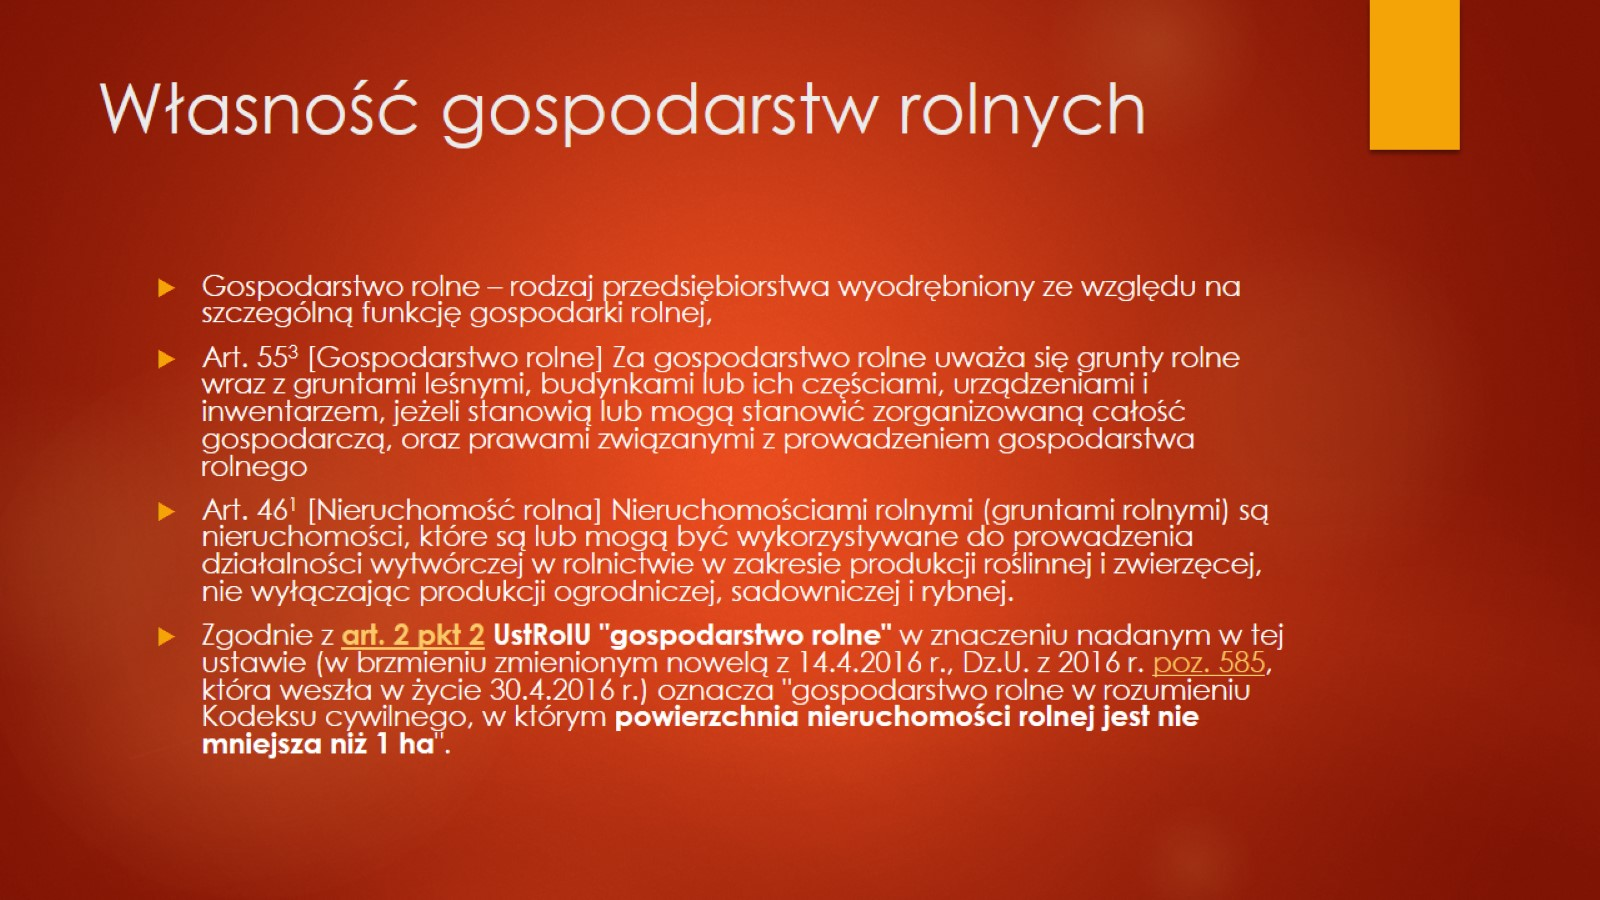 Własność gospodarstw rolnych
Gospodarstwo rolne – rodzaj przedsiębiorstwa wyodrębniony ze względu na
szczególną funkcję gospodarki rolnej,
Art. 55³ [Gospodarstwo rolne] Za gospodarstwo rolne uważa się grunty rolne
wraz z gruntami leśnymi, budynkami lub ich częściami, urządzeniami i
inwentarzem, jeżeli stanowią lub mogą stanowić zorganizowaną całość
gospodarczą, oraz prawami związanymi z prowadzeniem gospodarstwa
rolnego
Art. 46¹ [Nieruchomość rolna] Nieruchomościami rolnymi (gruntami rolnymi) są
nieruchomości, które są lub mogą być wykorzystywane do prowadzenia
działalności wytwórczej w rolnictwie w zakresie produkcji roślinnej i zwierzęcej,
nie wyłączając produkcji ogrodniczej, sadowniczej i rybnej.
Zgodnie z art. 2 pkt 2 UstRolU "gospodarstwo rolne" w znaczeniu nadanym w tej
ustawie (w brzmieniu zmienionym nowelą z 14.4.2016 r., Dz.U. z 2016 r. poz. 585,
która weszła w życie 30.4.2016 r.) oznacza "gospodarstwo rolne w rozumieniu
Kodeksu cywilnego, w którym powierzchnia nieruchomości rolnej jest nie
mniejsza niż 1 ha".